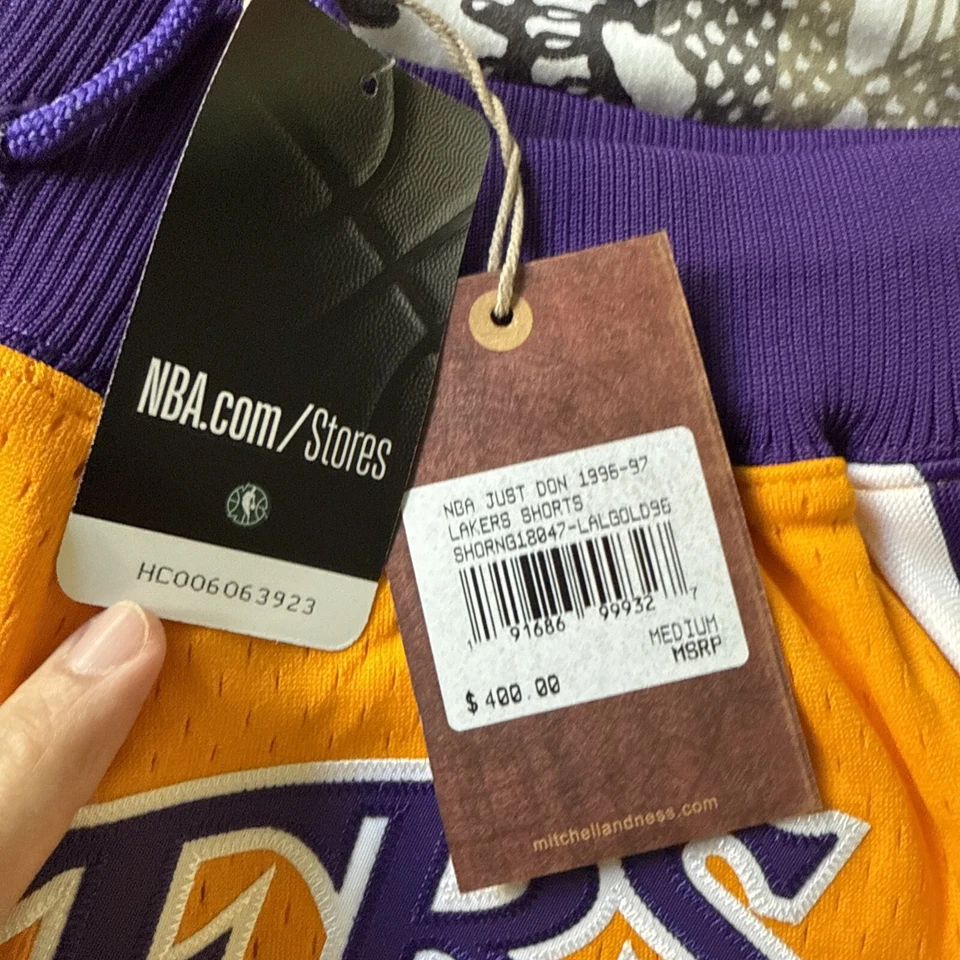 NBA.com/Stores
HC006063923
NBA JUST DON 1996-97
LAKERS SHORTS
SHORNG18047-LALGOLD96
1 91686 99932 7
MEDIUM
MSRP
$400.00
mitchellandness.com